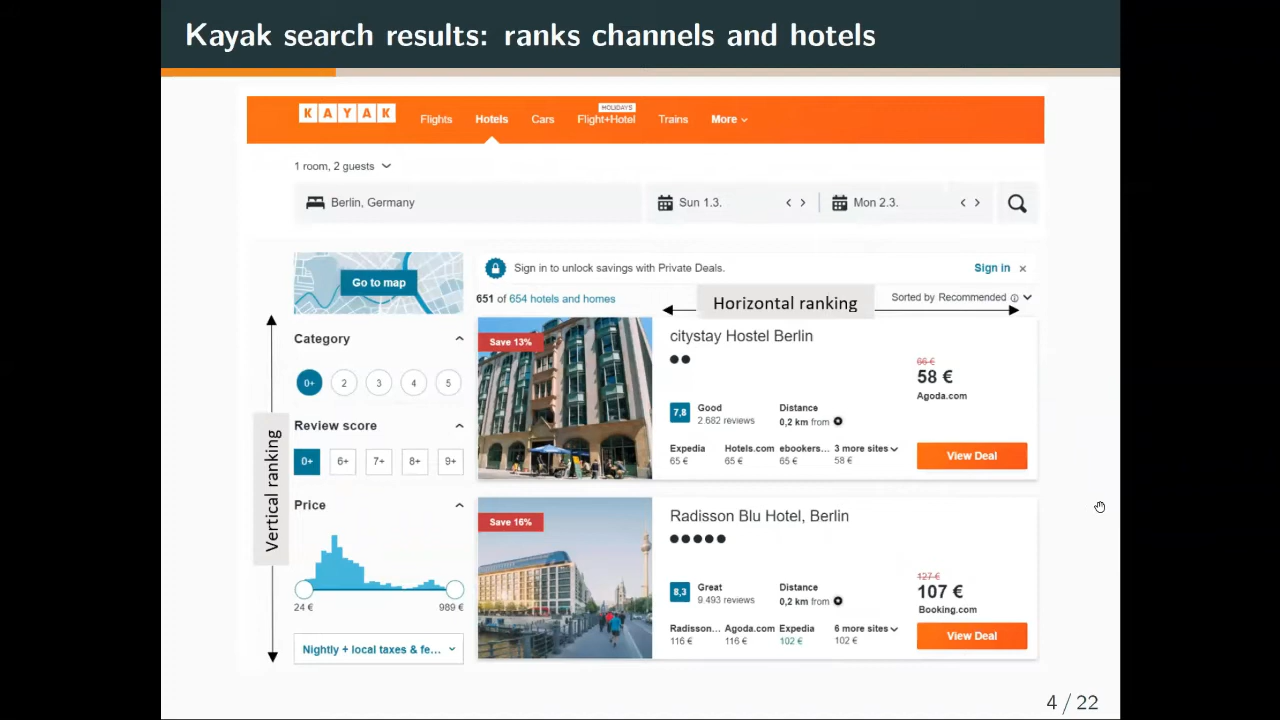 Kayak search results: ranks channels and hotels
KAYAK
Flights
Hotels
Cars
HOLIDAYS
Flight+Hotel
Trains
More
1 room, 2 guests
Berlin, Germany
Sun 1.3.
Mon 2.3.
Go to map
Sign in to unlock savings with Private Deals.
Sign in
651 of 654 hotels and homes
Horizontal ranking
Sorted by Recommended
Vertical ranking
Category
0+ 2 3 4 5
Review score
0+ 6+ 7+ 8+ 9+
Price
24 € 989 €
Nightly + local taxes & fe...
Save 13%
citystay Hostel Berlin
7,8
Good
2.682 reviews
Distance
0,2 km from
66 €
58 €
Agoda.com
Expedia
65 €
Hotels.com
65 €
ebookers...
65 €
3 more sites
58 €
View Deal
Save 16%
Radisson Blu Hotel, Berlin
8,3
Great
9.493 reviews
Distance
0,2 km from
127 €
107 €
Booking.com
Radisson...
116 €
Agoda.com
116 €
Expedia
102 €
6 more sites
102 €
View Deal
4 / 22